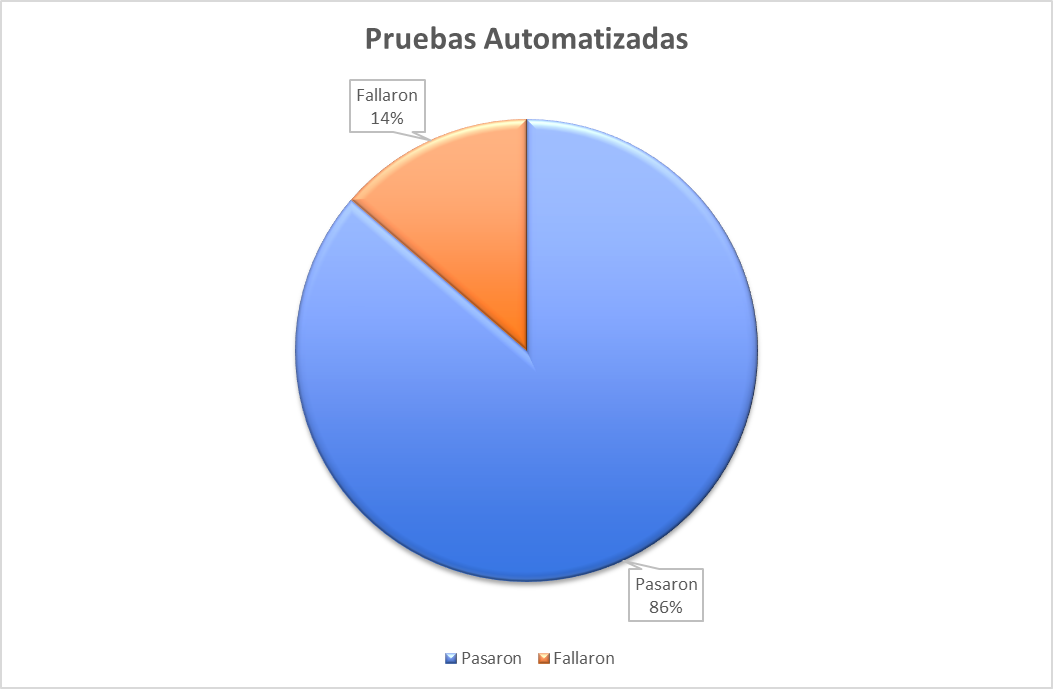 Pruebas Automatizadas
Fallaron
14%
Pasaron
86%
Pasaron Fallaron